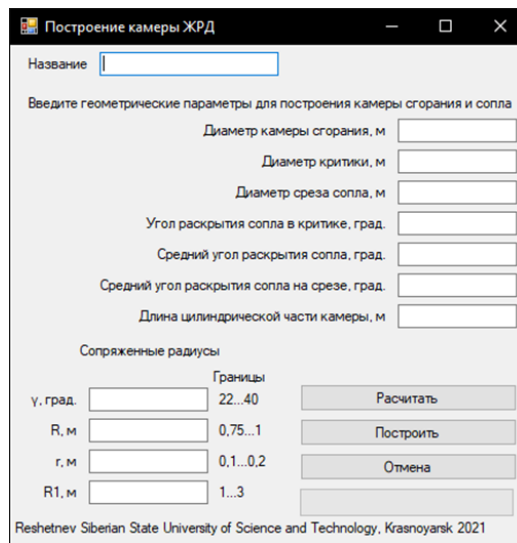 Построение камеры ЖРД
Название
Введите геометрические параметры для построения камеры сгорания и сопла
Диаметр камеры сгорания, м
Диаметр критики, м
Диаметр среза сопла, м
Угол раскрытия сопла в критике, град.
Средний угол раскрытия сопла, град.
Средний угол раскрытия сопла на срезе, град.
Длина цилиндрической части камеры, м
Сопряженные радиусы
Границы
γ, град. 22...40 Расчитать
R, м 0,75...1 Построить
r, м 0,1...0,2 Отмена
R1, м 1...3
Reshetnev Siberian State University of Science and Technology, Krasnoyarsk 2021